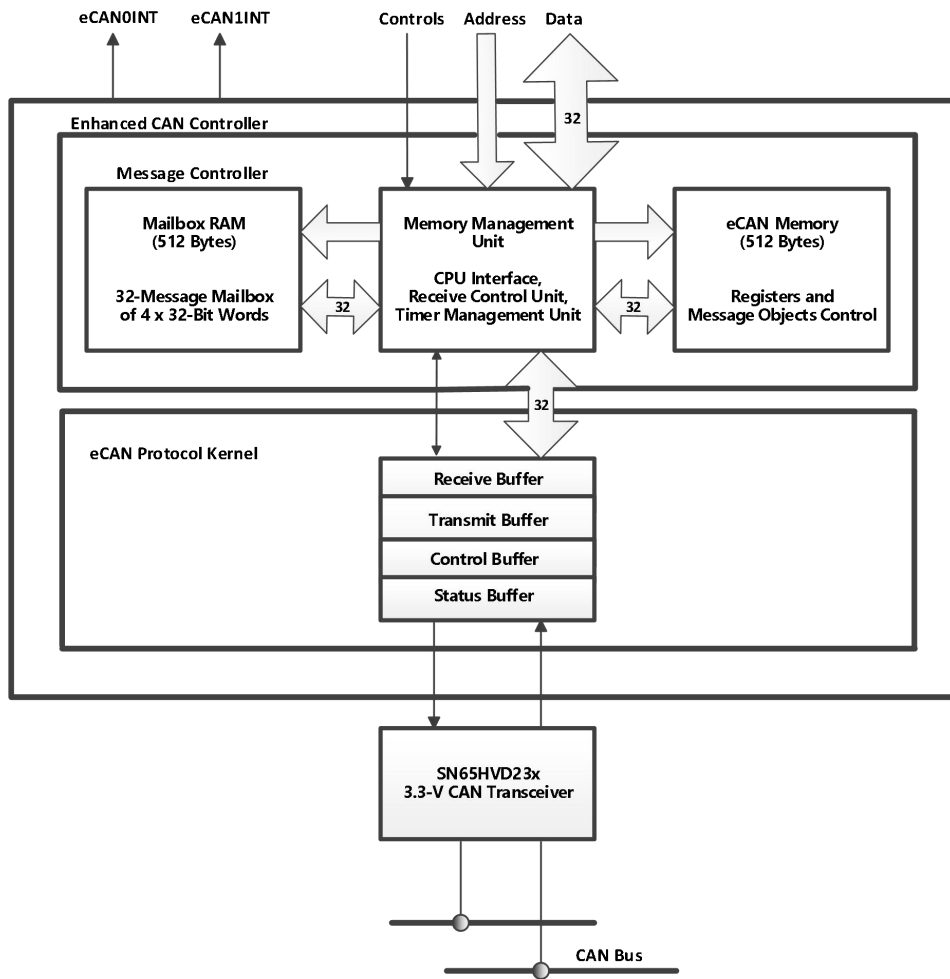 eCAN0INT
eCAN1INT
Controls
Address
Data
32
Enhanced CAN Controller
Message Controller
Mailbox RAM
(512 Bytes)
32-Message Mailbox
of 4 x 32-Bit Words
32
Memory Management
Unit
CPU Interface,
Receive Control Unit,
Timer Management Unit
32
eCAN Memory
(512 Bytes)
Registers and
Message Objects Control
32
eCAN Protocol Kernel
Receive Buffer
Transmit Buffer
Control Buffer
Status Buffer
SN65HVD23x
3.3-V CAN Transceiver
CAN Bus